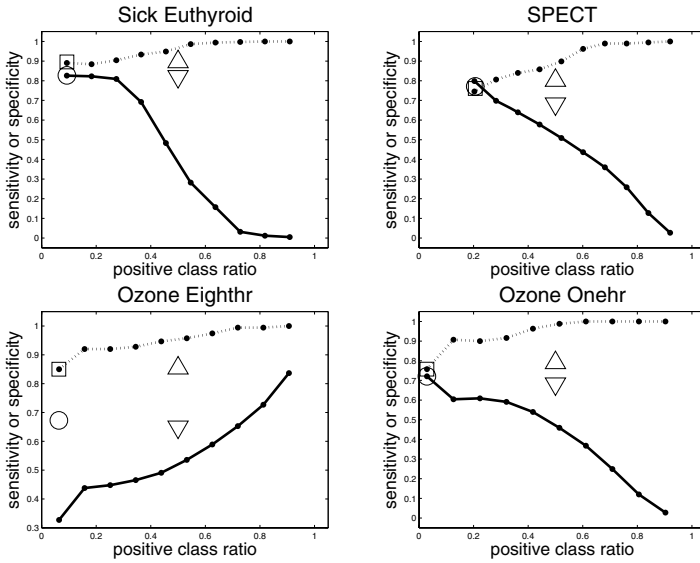 Sick Euthyroid
1
0.9
0.8
0.7
0.6
0.5
0.4
0.3
0.2
0.1
0
sensitivity or specificity
0 0.2 0.4 0.6 0.8 1
positive class ratio
SPECT
1
0.9
0.8
0.7
0.6
0.5
0.4
0.3
0.2
0.1
0
sensitivity or specificity
0 0.2 0.4 0.6 0.8 1
positive class ratio
Ozone Eighthr
1
0.9
0.8
0.7
0.6
0.5
0.4
0.3
sensitivity or specificity
0 0.2 0.4 0.6 0.8 1
positive class ratio
Ozone Onehr
1
0.9
0.8
0.7
0.6
0.5
0.4
0.3
0.2
0.1
0
sensitivity or specificity
0 0.2 0.4 0.6 0.8 1
positive class ratio